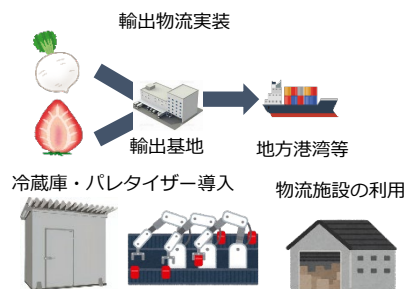 輸出物流実装
輸出基地
地方港湾等
冷蔵庫・パレタイザー導入
物流施設の利用